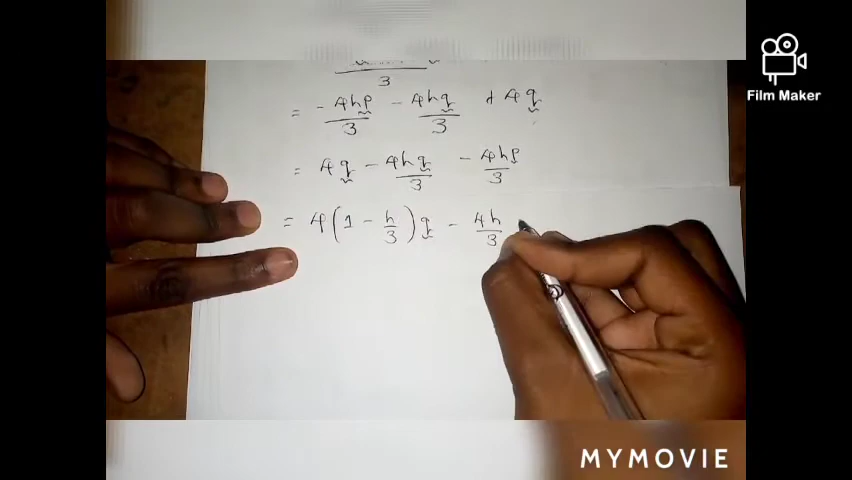 3
= - 4hp/3 - 4hq/3 + 4q
= 4q - 4hq/3 - 4hp/3
= 4(1 - h/3)q - 4h/3
Film Maker
MYMOVIE